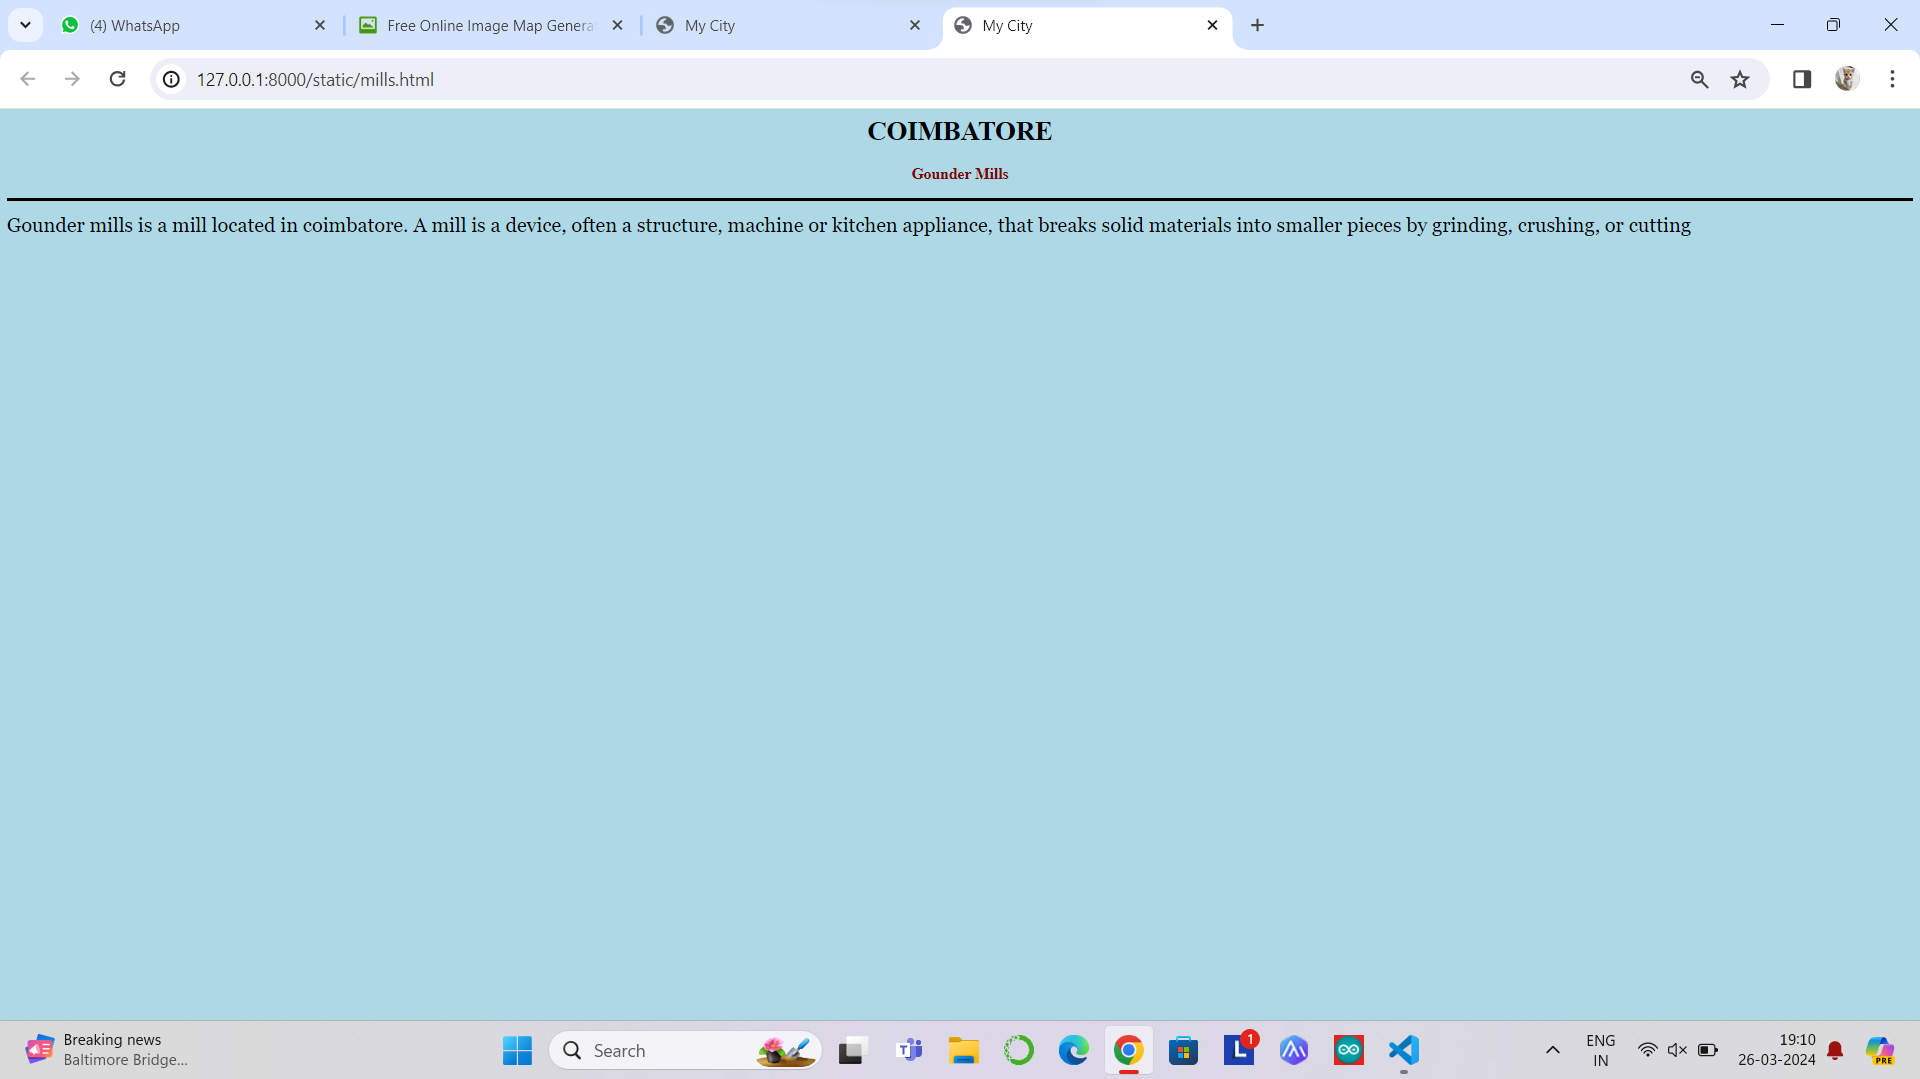 (4) WhatsApp
Free Online Image Map Genera
My City
My City
127.0.0.1:8000/static/mills.html
COIMBATORE
Gounder Mills
Gounder mills is a mill located in coimbatore. A mill is a device, often a structure, machine or kitchen appliance, that breaks solid materials into smaller pieces by grinding, crushing, or cutting
Breaking news
Baltimore Bridge...
Search
L
1
ENG
IN
19:10
26-03-2024
PRE